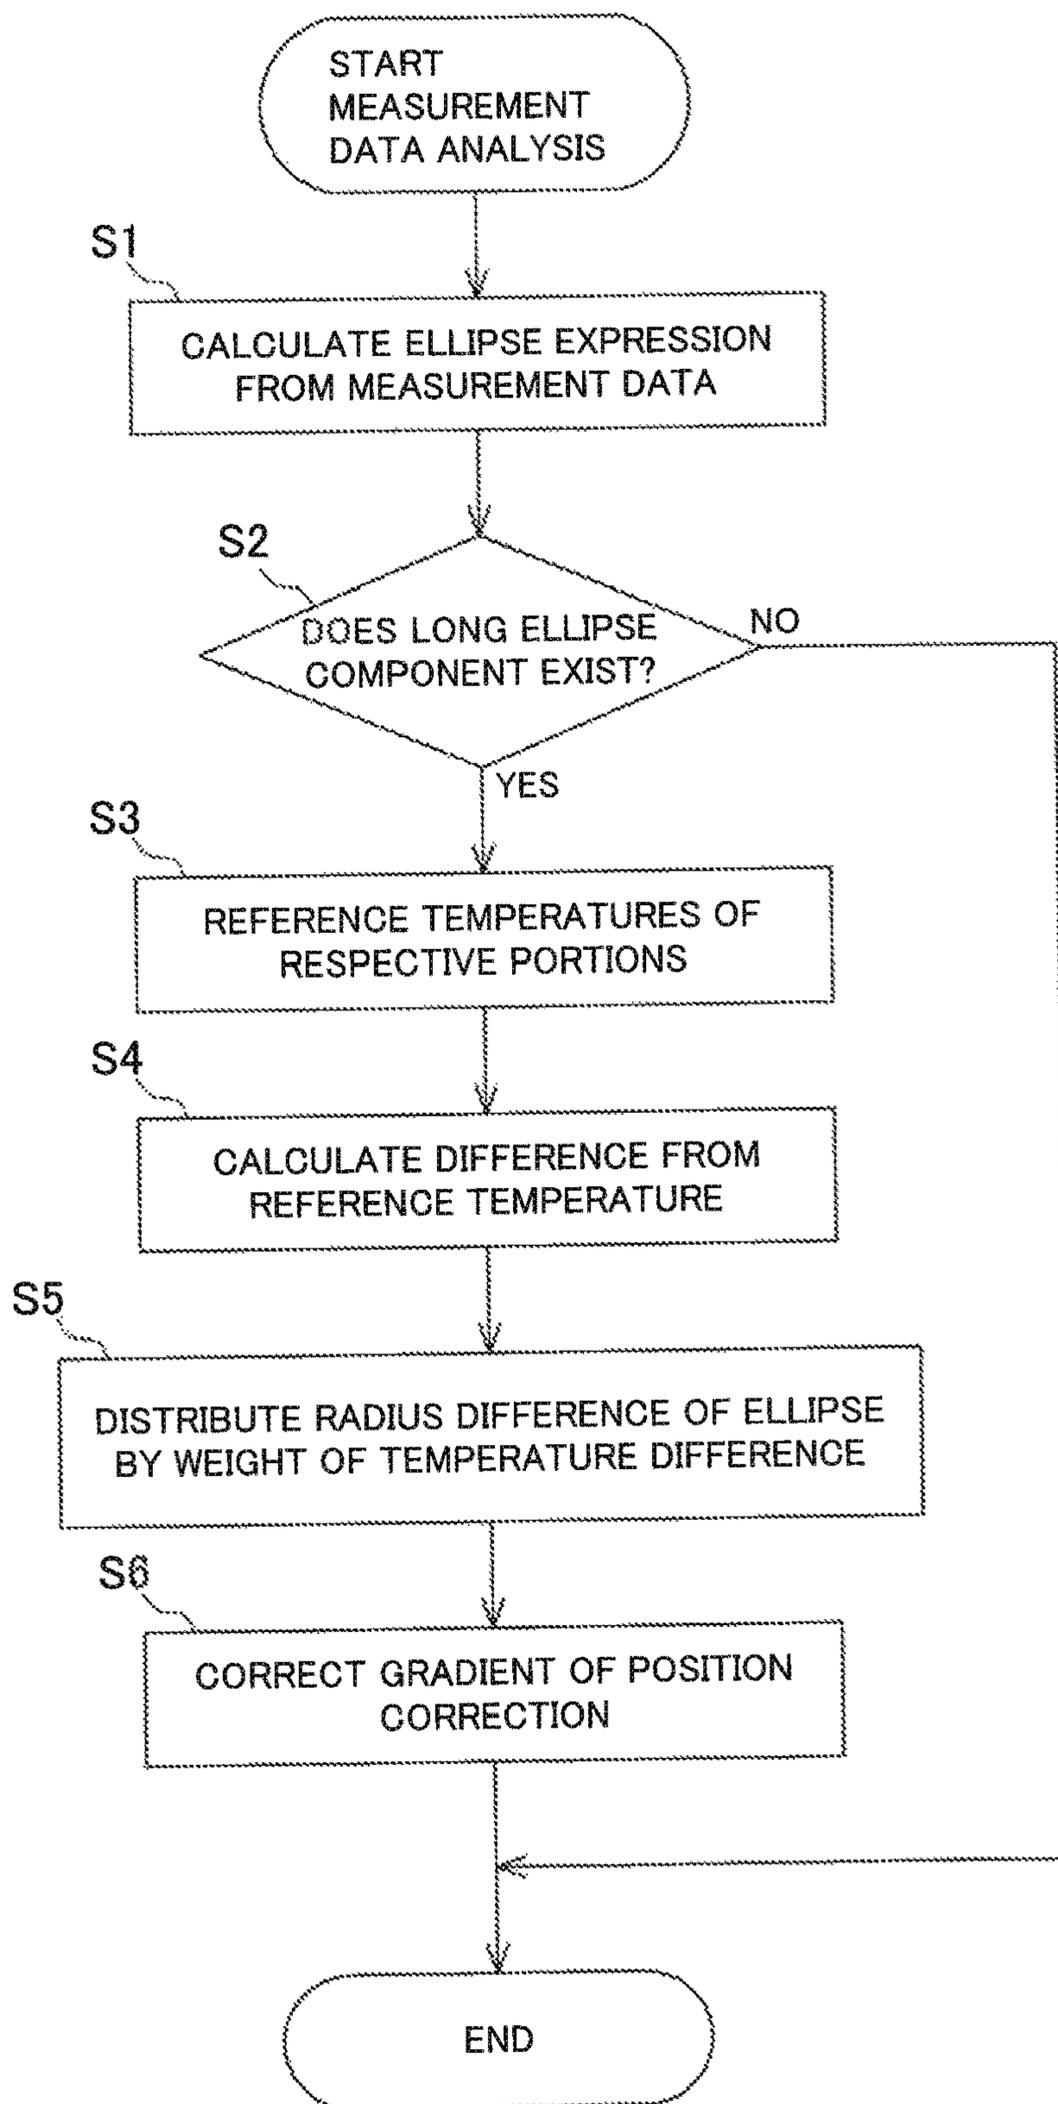 START
MEASUREMENT
DATA ANALYSIS
S1
CALCULATE ELLIPSE EXPRESSION
FROM MEASUREMENT DATA
S2
DOES LONG ELLIPSE
COMPONENT EXIST?
NO
YES
S3
REFERENCE TEMPERATURES OF
RESPECTIVE PORTIONS
S4
CALCULATE DIFFERENCE FROM
REFERENCE TEMPERATURE
S5
DISTRIBUTE RADIUS DIFFERENCE OF ELLIPSE
BY WEIGHT OF TEMPERATURE DIFFERENCE
S6
CORRECT GRADIENT OF POSITION
CORRECTION
END